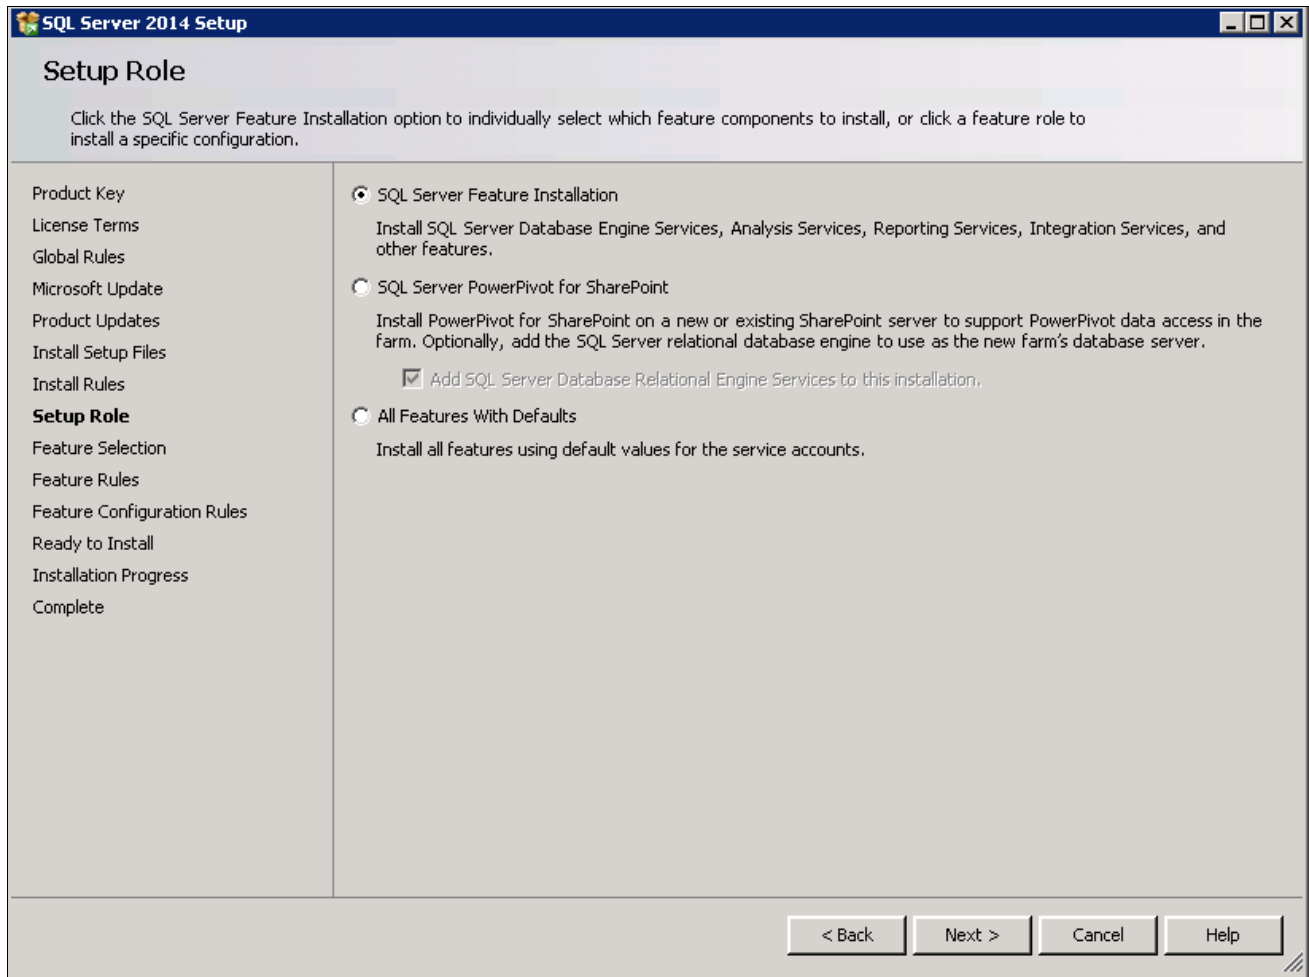 SQL Server 2014 Setup
Setup Role
Click the SQL Server Feature Installation option to individually select which feature components to install, or click a feature role to
install a specific configuration.
Product Key
License Terms
Global Rules
Microsoft Update
Product Updates
Install Setup Files
Install Rules
Setup Role
Feature Selection
Feature Rules
Feature Configuration Rules
Ready to Install
Installation Progress
Complete
SQL Server Feature Installation
Install SQL Server Database Engine Services, Analysis Services, Reporting Services, Integration Services, and
other features.
SQL Server PowerPivot for SharePoint
Install PowerPivot for SharePoint on a new or existing SharePoint server to support PowerPivot data access in the
farm. Optionally, add the SQL Server relational database engine to use as the new farm's database server.
Add SQL Server Database Relational Engine Services to this installation.
All Features With Defaults
Install all features using default values for the service accounts.
< Back
Next >
Cancel
Help